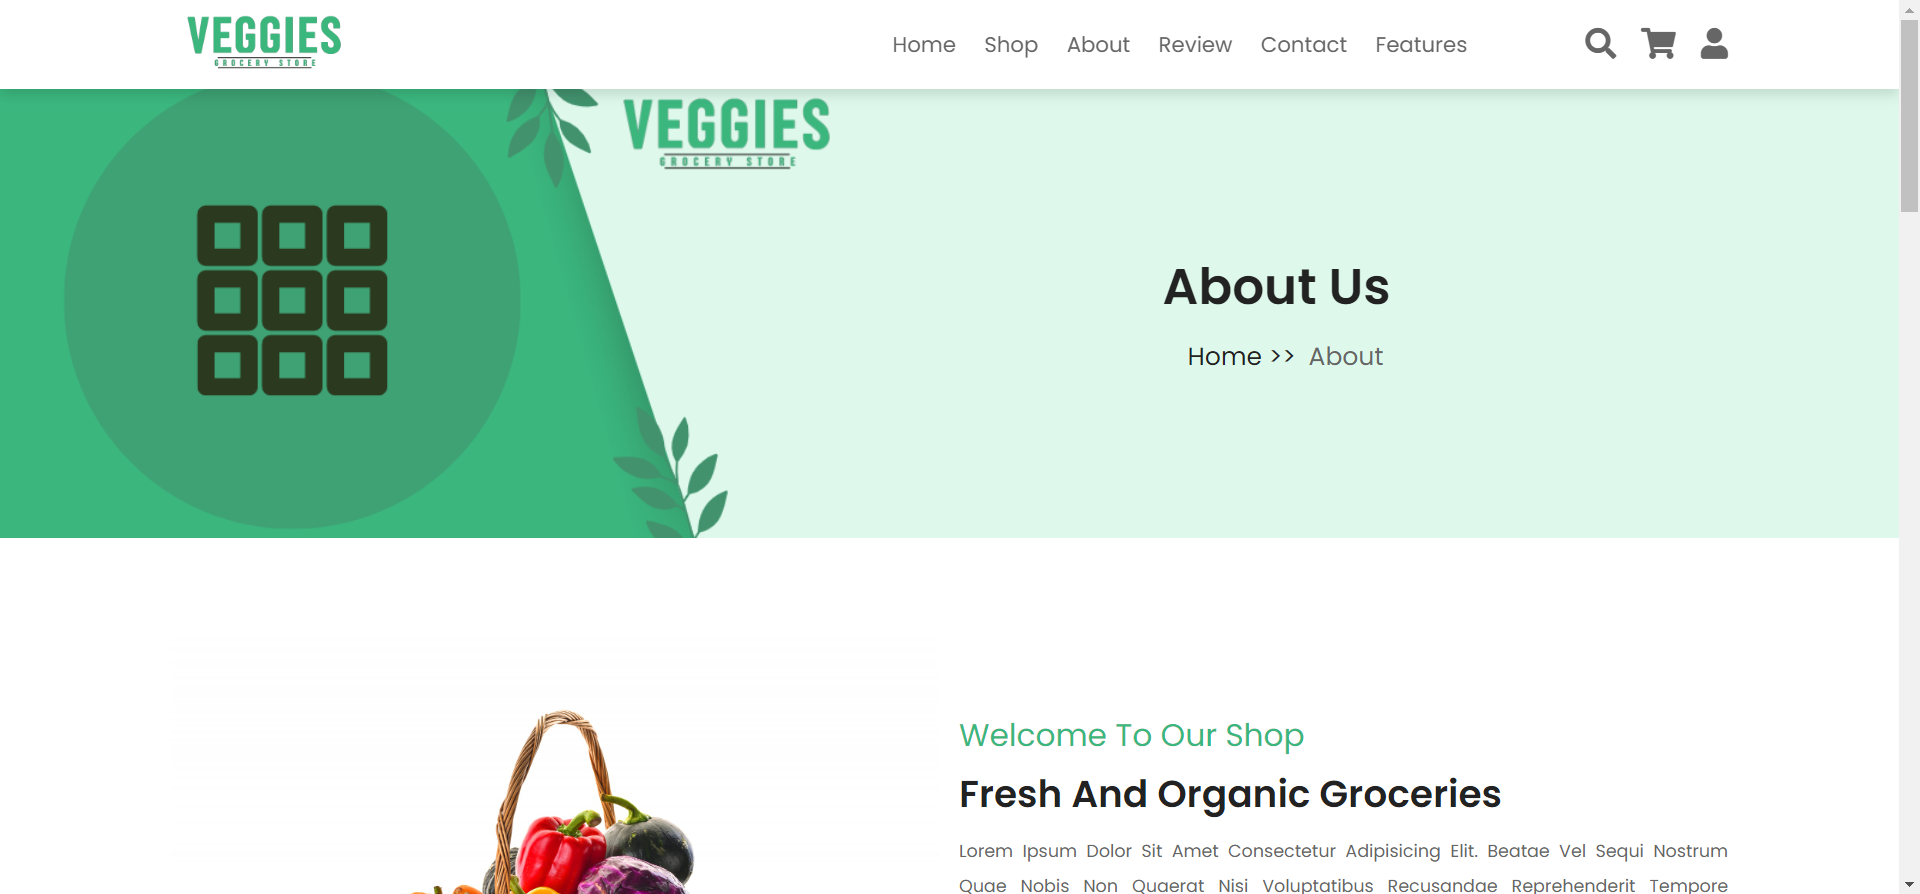 VEGGIES
GROCERY STORE
Home Shop About Review Contact Features
VEGGIES
GROCERY STORE
About Us
Home >> About
Welcome To Our Shop
Fresh And Organic Groceries
Lorem Ipsum Dolor Sit Amet Consectetur Adipisicing Elit. Beatae Vel Sequi Nostrum
Quae Nobis Non Quaerat Nisi Voluptatibus Recusandae Reprehenderit Tempore